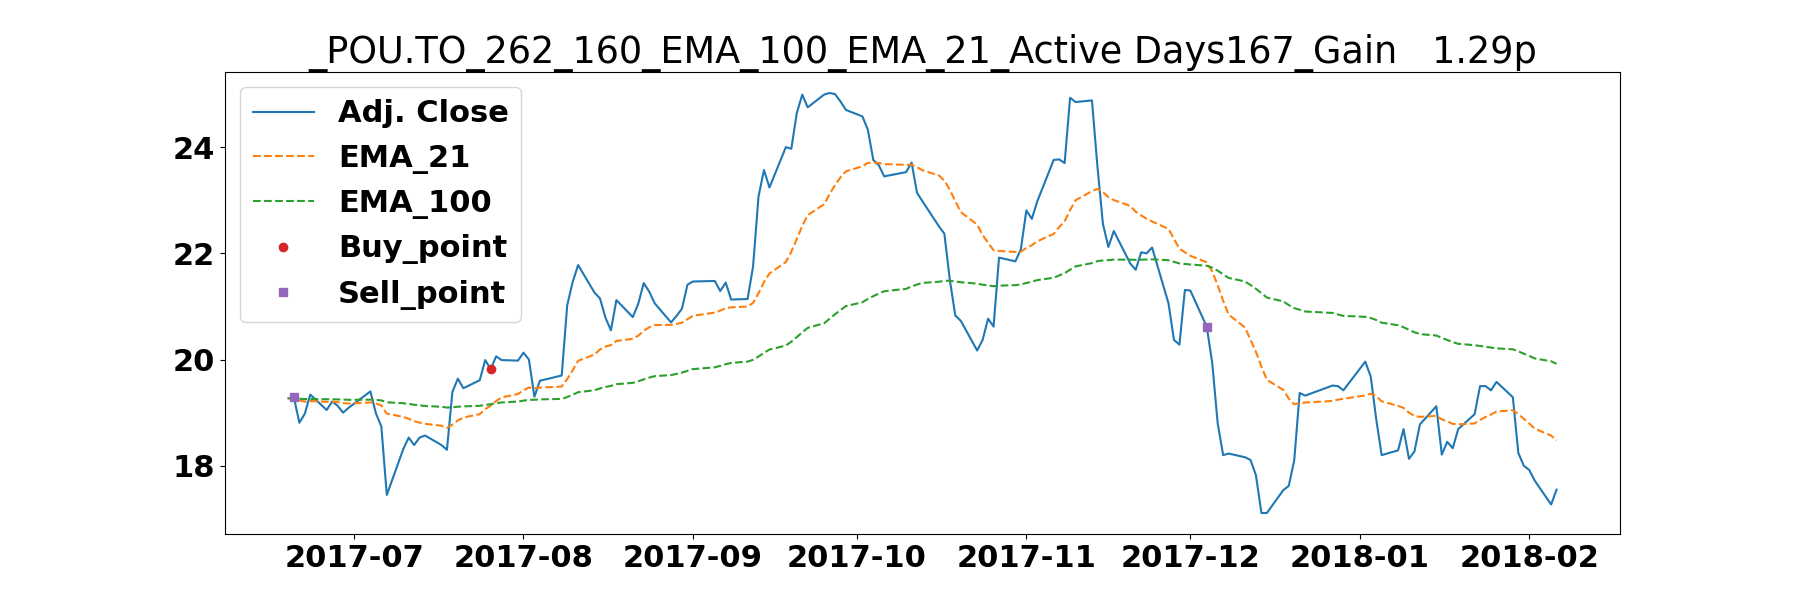 _POU.TO_262_160_EMA_100_EMA_21_Active Days167_Gain   1.29p
Adj. Close
EMA_21
EMA_100
Buy_point
Sell_point
24
22
20
18
2017-07 2017-08 2017-09 2017-10 2017-11 2017-12 2018-01 2018-02